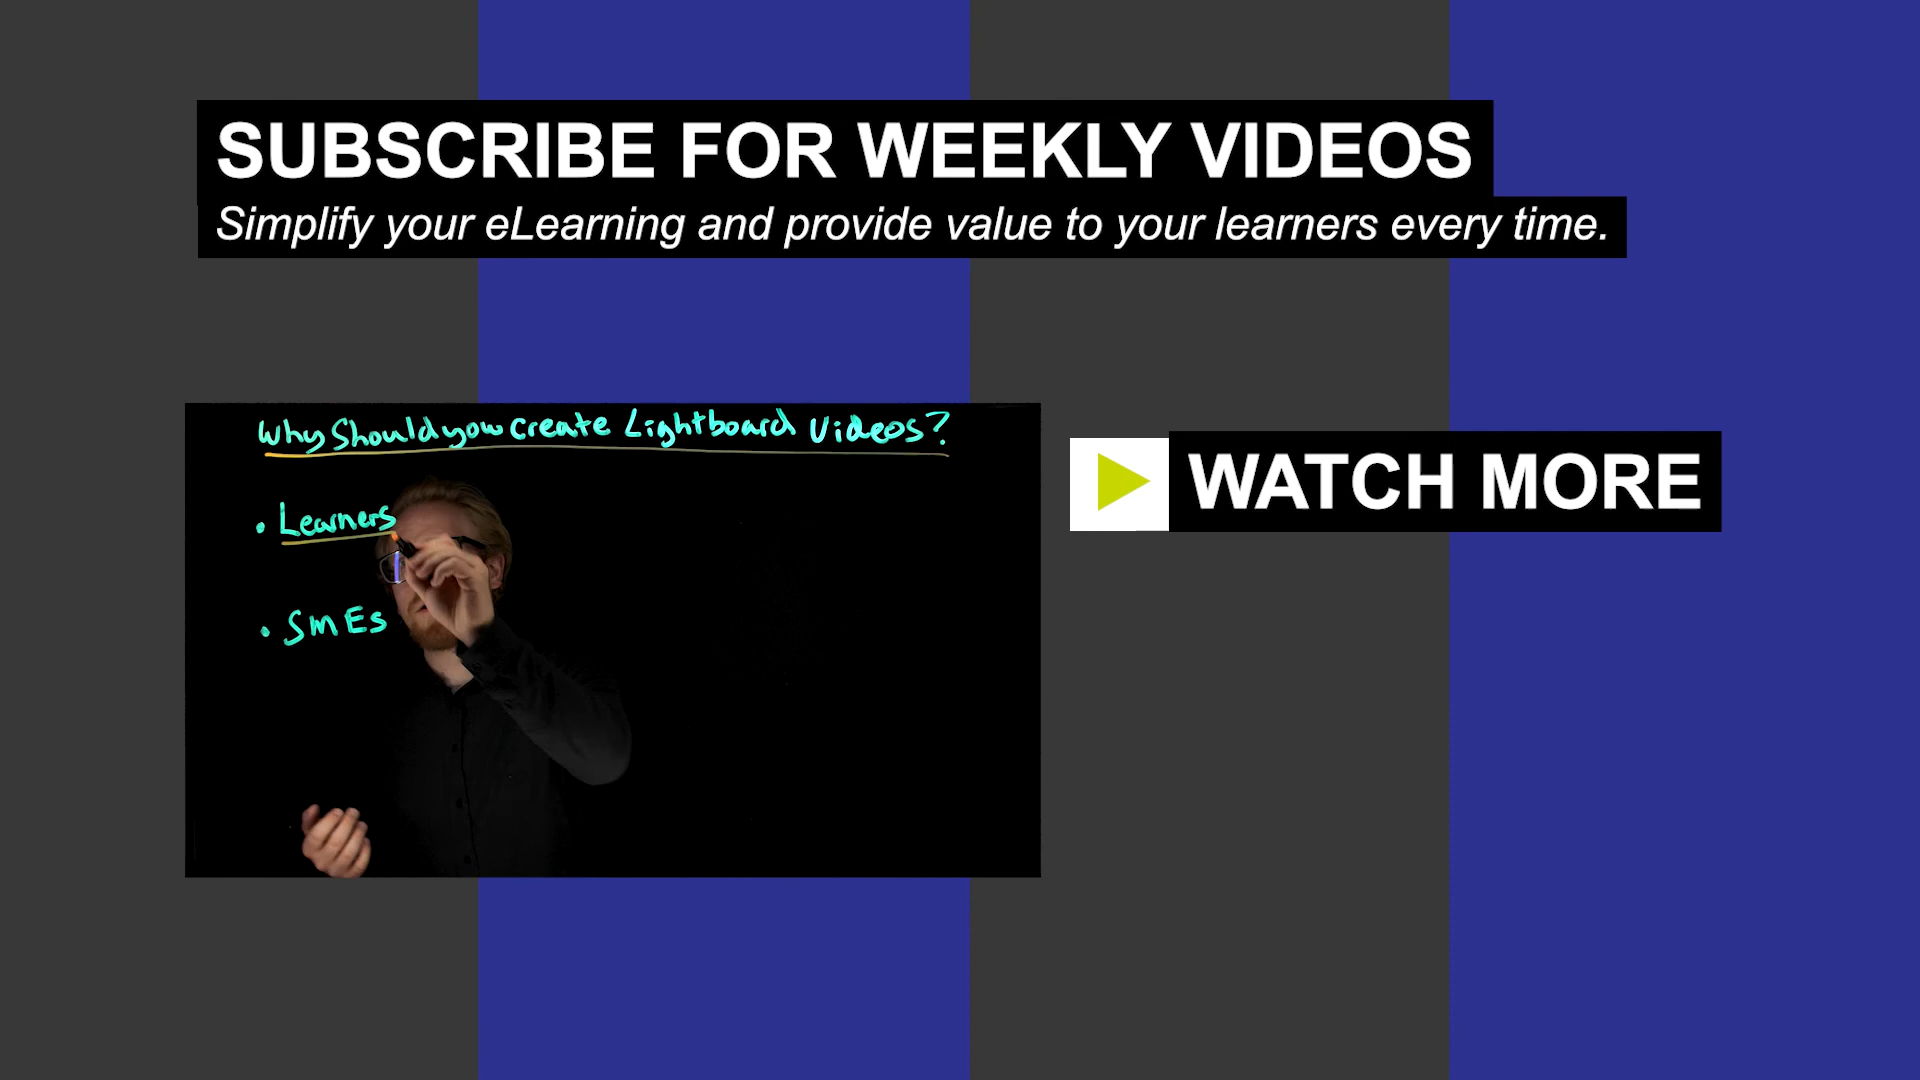 SUBSCRIBE FOR WEEKLY VIDEOS
Simplify your eLearning and provide value to your learners every time.
Why Should you create Lightboard Videos?
• Learners
• SMEs
WATCH MORE